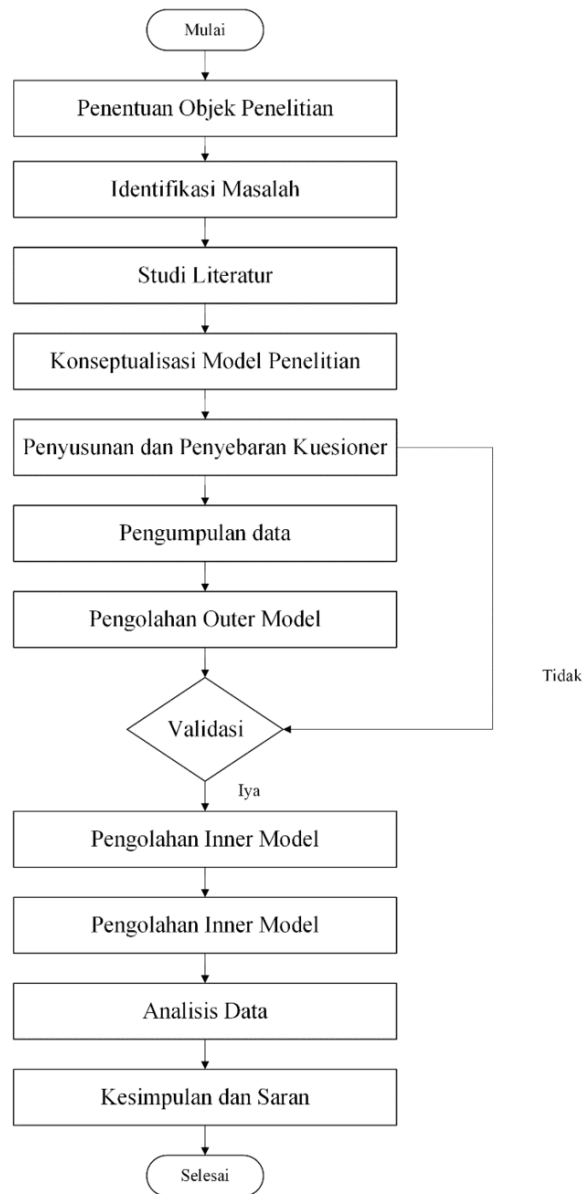 Mulai
Penentuan Objek Penelitian
Identifikasi Masalah
Studi Literatur
Konseptualisasi Model Penelitian
Penyusunan dan Penyebaran Kuesioner
Pengumpulan data
Pengolahan Outer Model
Tidak
Validasi
Iya
Pengolahan Inner Model
Pengolahan Inner Model
Analisis Data
Kesimpulan dan Saran
Selesai